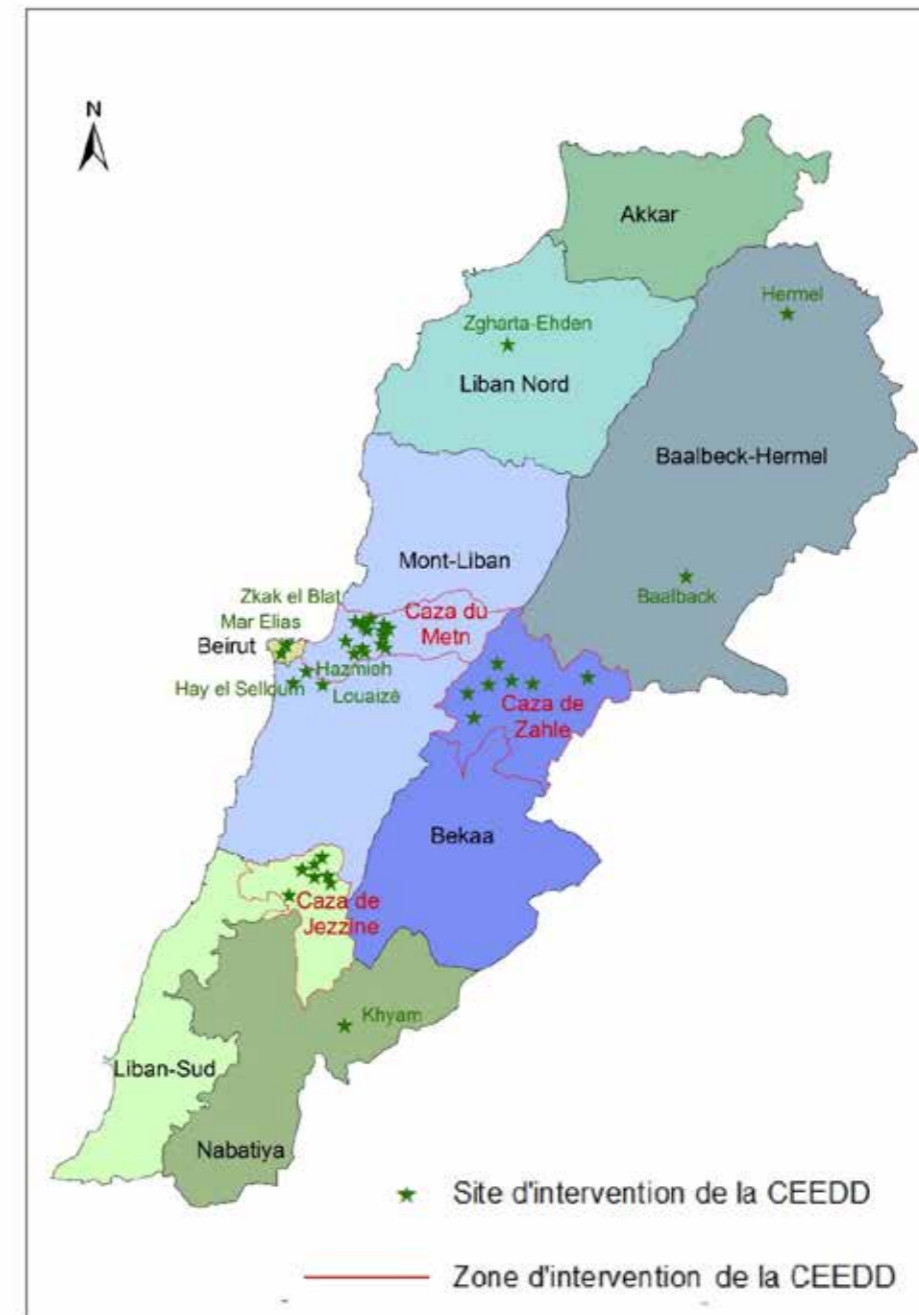 N
Akkar
Hermel
Zgharta-Ehden
Liban Nord
Baalbeck-Hermel
Mont-Liban
Baalback
Zkak el Blat
Caza du
Metn
Mar Elias
Beirut
Hazmieh
Hay elSelloum
Louaizé
Caza de
Zahle
Bekaa
Caza de
Jezzine
Khyam
Liban-Sud
Nabatiya
Site d'intervention de la CEEDD
Zone d'intervention de la CEEDD